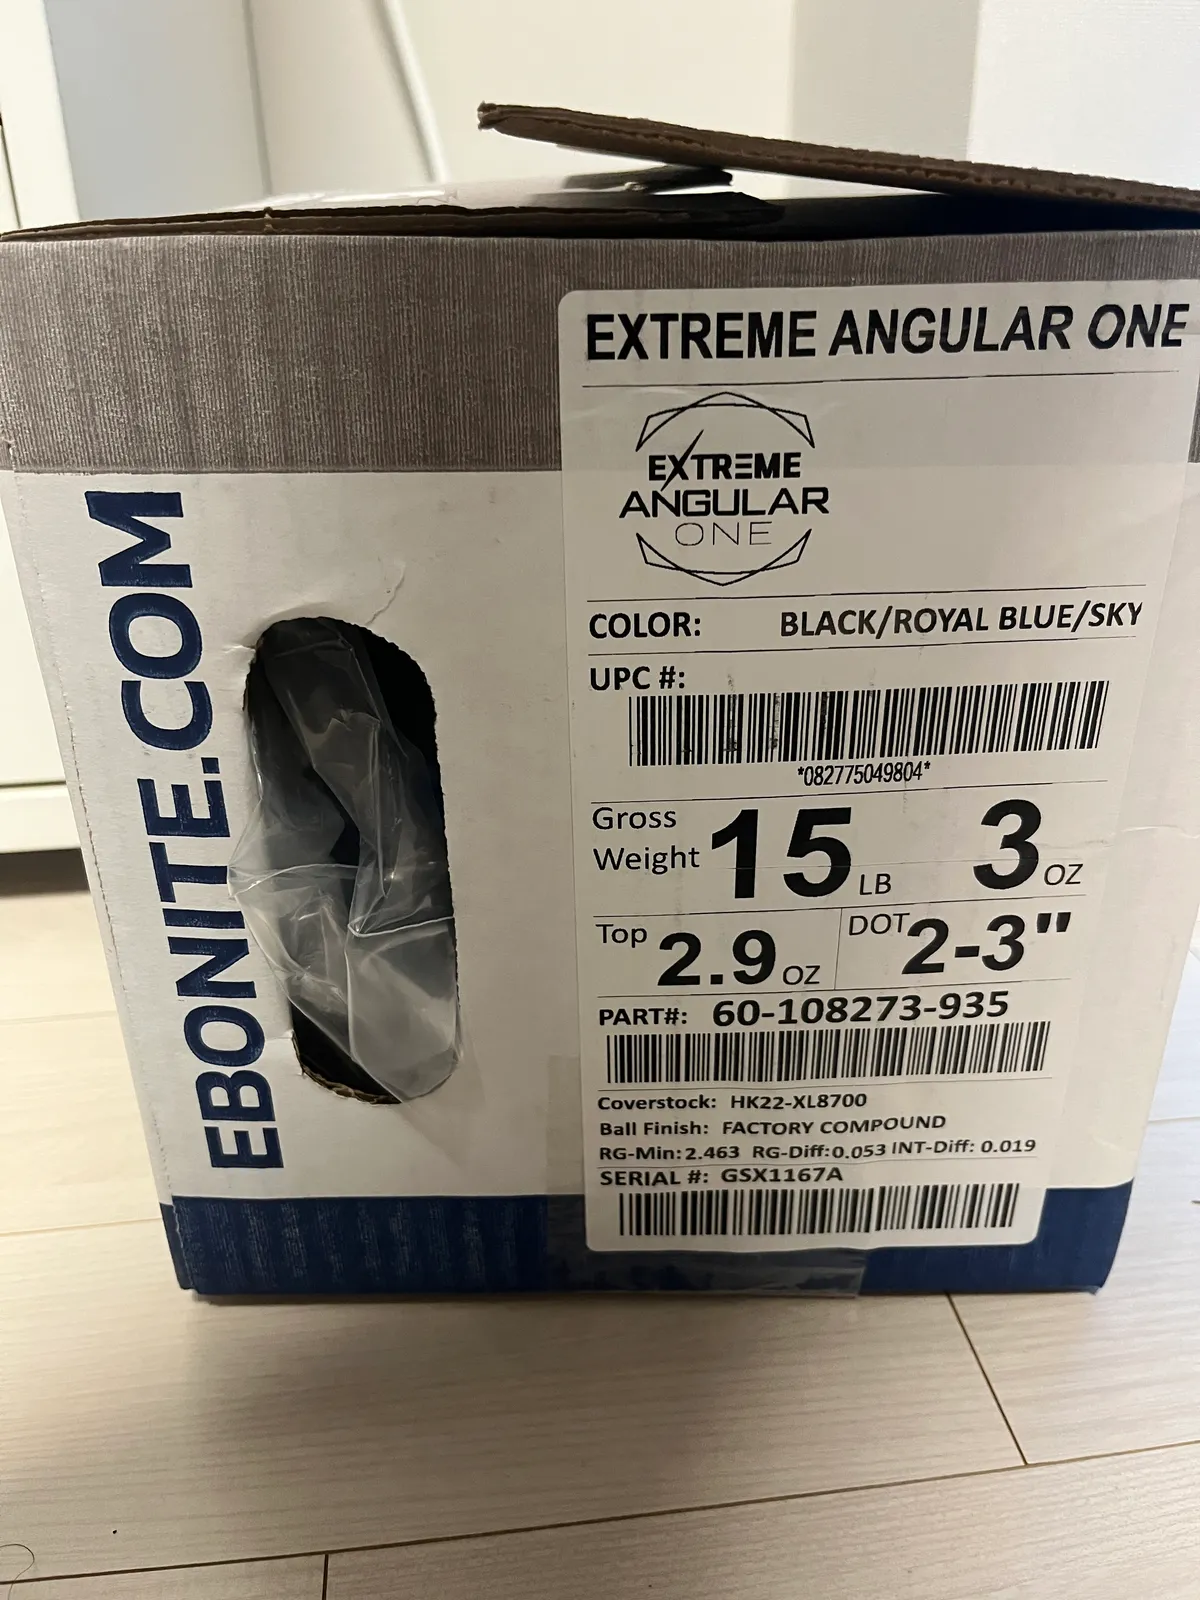 EBONITE.COM
EXTREME ANGULAR ONE
EXTREME
ANGULAR
ONE
COLOR: BLACK/ROYAL BLUE/SKY
UPC #:
*082775049804*
Gross Weight 15 LB 3 OZ
Top 2.9 OZ DOT 2-3"
PART#: 60-108273-935
Coverstock: HK22-XL8700
Ball Finish: FACTORY COMPOUND
RG-Min: 2.463 RG-Diff: 0.053 INT-Diff: 0.019
SERIAL #: GSX1167A